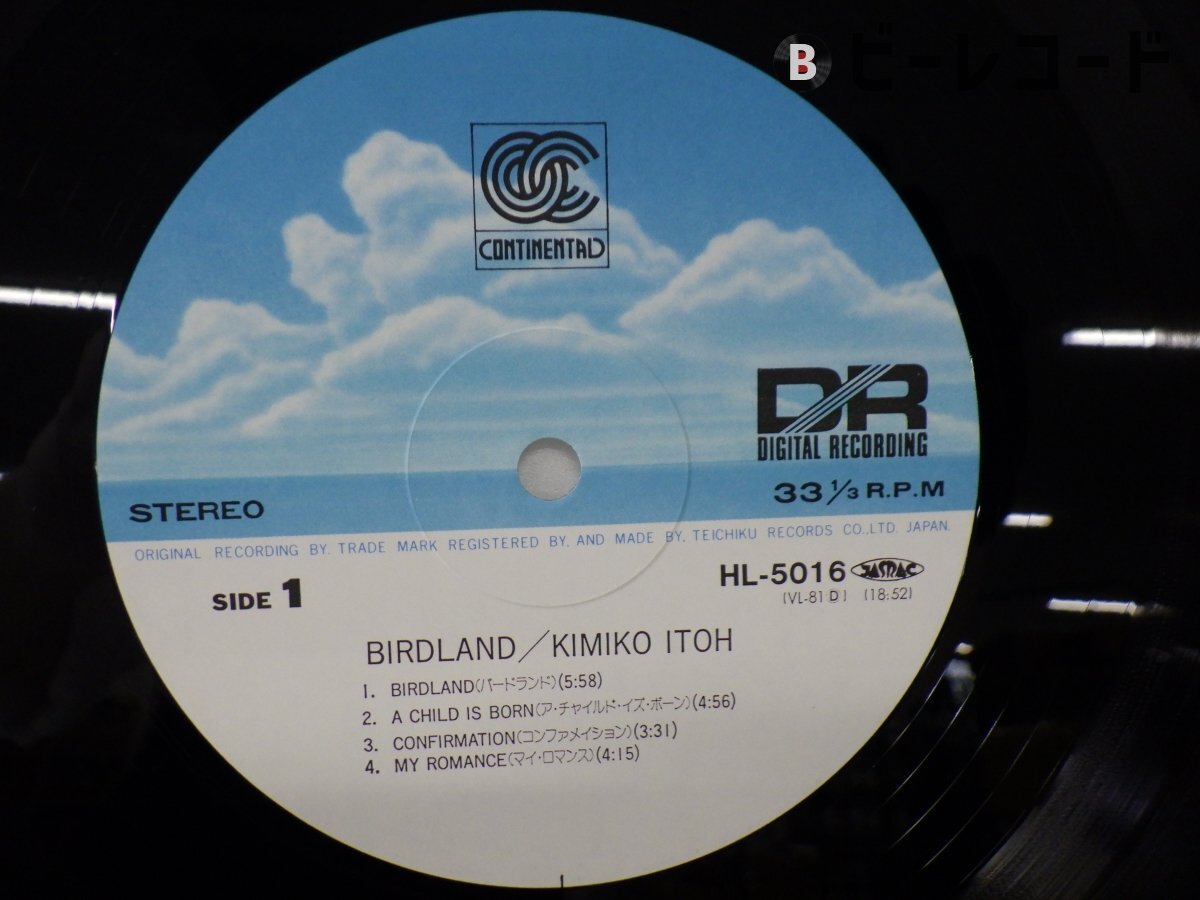 B ビーレコード
CONTINENTAL
DR
DIGITAL RECORDING
STEREO
33 1/3 R.P.M
ORIGINAL RECORDING BY. TRADE MARK REGISTERED BY. AND MADE BY. TEICHIKU RECORDS CO.,LTD. JAPAN.
SIDE 1
HL-5016 JASRAC
(VL-81 D) (18:52)
BIRDLAND/KIMIKO ITOH
1. BIRDLAND(バードランド)(5:58)
2. A CHILD IS BORN(ア・チャイルド・イズ・ボーン)(4:56)
3. CONFIRMATION(コンファメイション)(3:31)
4. MY ROMANCE(マイ・ロマンス)(4:15)